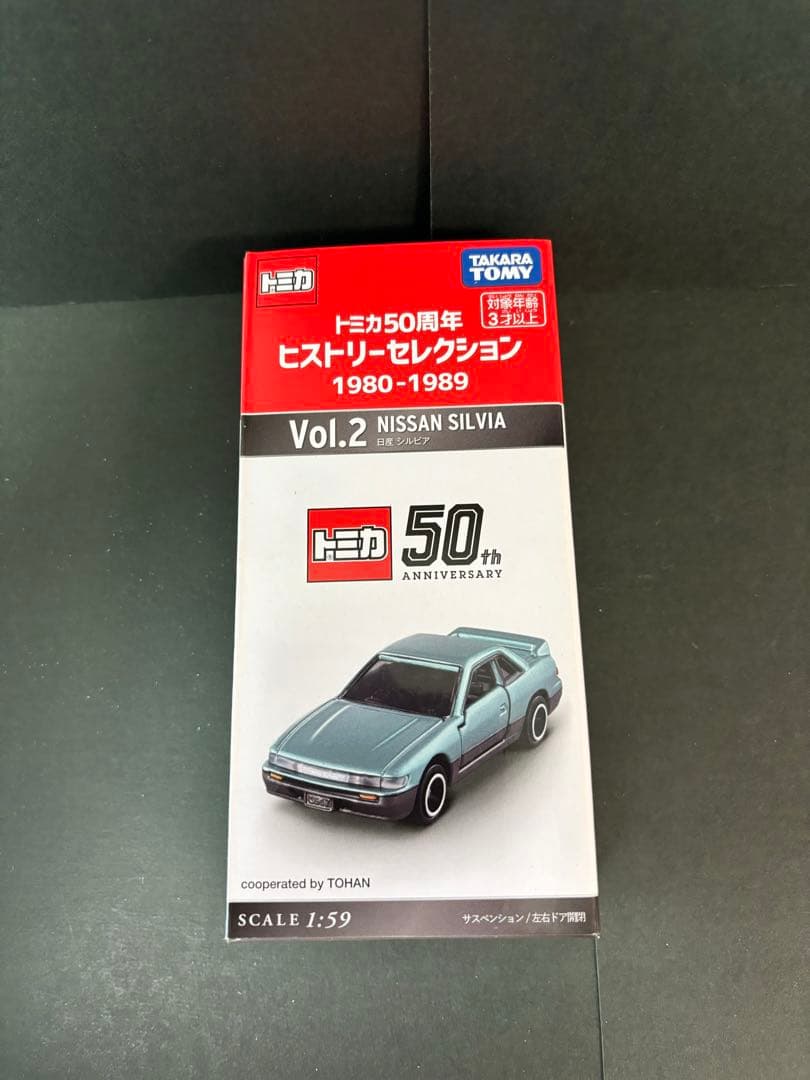 トミカ
TAKARA
TOMY
対象年齢
3才以上
トミカ50周年
ヒストリーセレクション
1980-1989
Vol.2 NISSAN SILVIA
日産 シルビア
トミカ 50th
ANNIVERSARY
cooperated by TOHAN
SCALE 1:59
サスペンション/左右ドア開閉